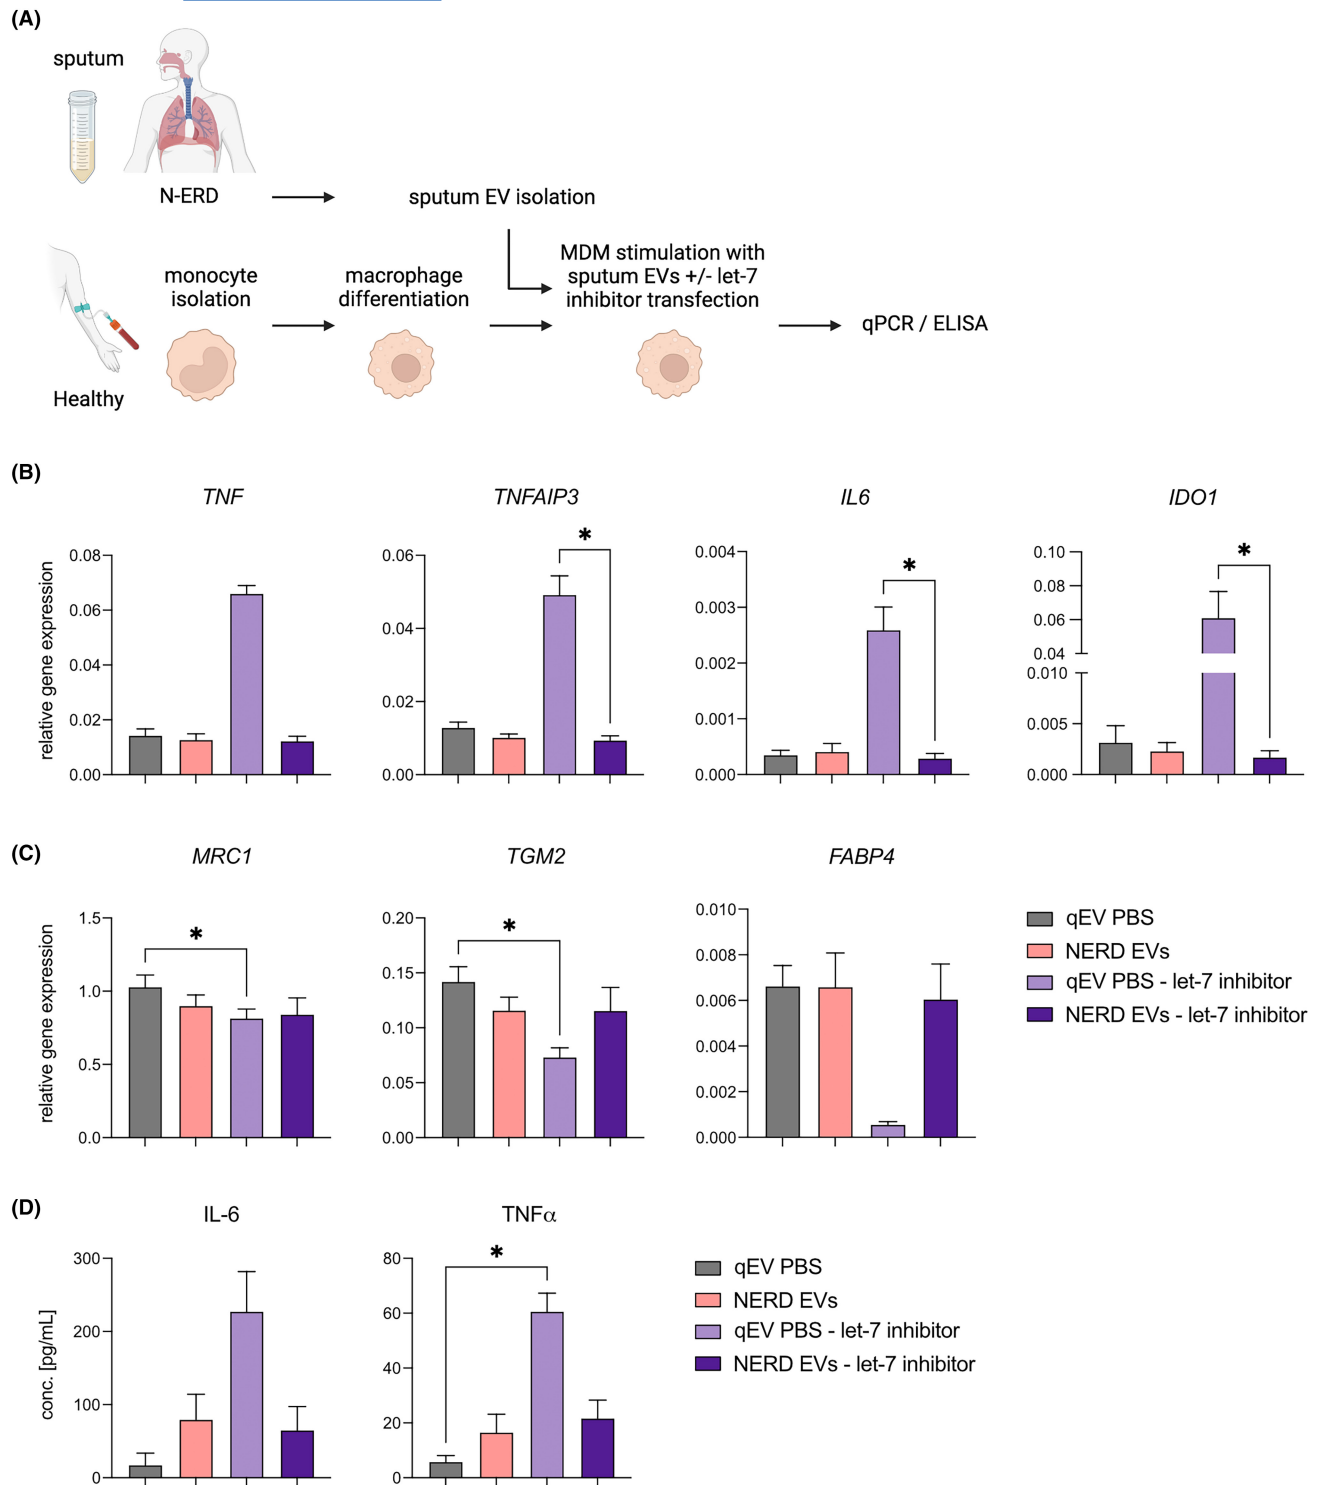 (A)
sputum
N-ERD
sputum EV isolation
MDM stimulation with
sputum EVs +/- let-7
inhibitor transfection
monocyte
isolation
macrophage
differentiation
qPCR / ELISA
Healthy
(B)
TNF
TNFAIP3
IL6
IDO1
relative gene expression
0.08
0.06
0.04
0.02
0.00
0.06
0.04
0.02
0.00
*
0.004
0.003
0.002
0.001
0.000
*
0.10
0.08
0.06
0.04
0.010
0.005
0.000
*
(C)
MRC1
TGM2
FABP4
relative gene expression
1.5
1.0
0.5
0.0
*
0.20
0.15
0.10
0.05
0.00
*
0.010
0.008
0.006
0.004
0.002
0.000
qEV PBS
NERD EVs
qEV PBS - let-7 inhibitor
NERD EVs - let-7 inhibitor
(D)
IL-6
TNFα
conc. [pg/mL]
300
200
100
0
80
60
40
20
0
*
qEV PBS
NERD EVs
qEV PBS - let-7 inhibitor
NERD EVs - let-7 inhibitor